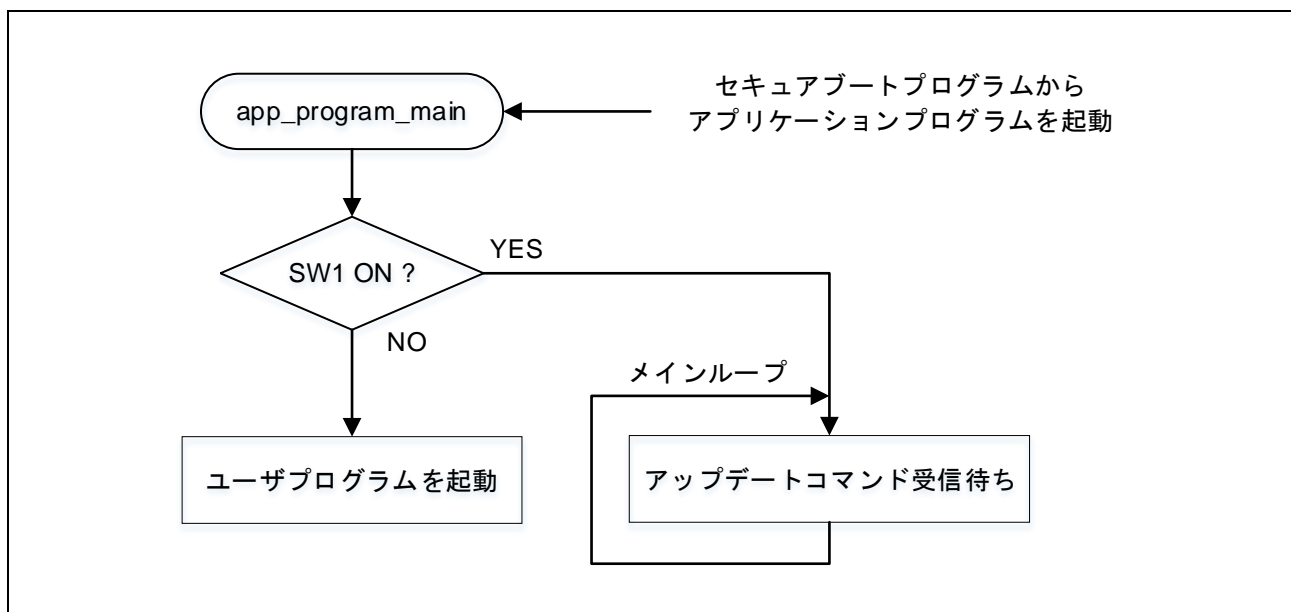 app_program_main
セキュアブートプログラムから
アプリケーションプログラムを起動
SW1 ON ?
YES
NO
メインループ
ユーザプログラムを起動
アップデートコマンド受信待ち